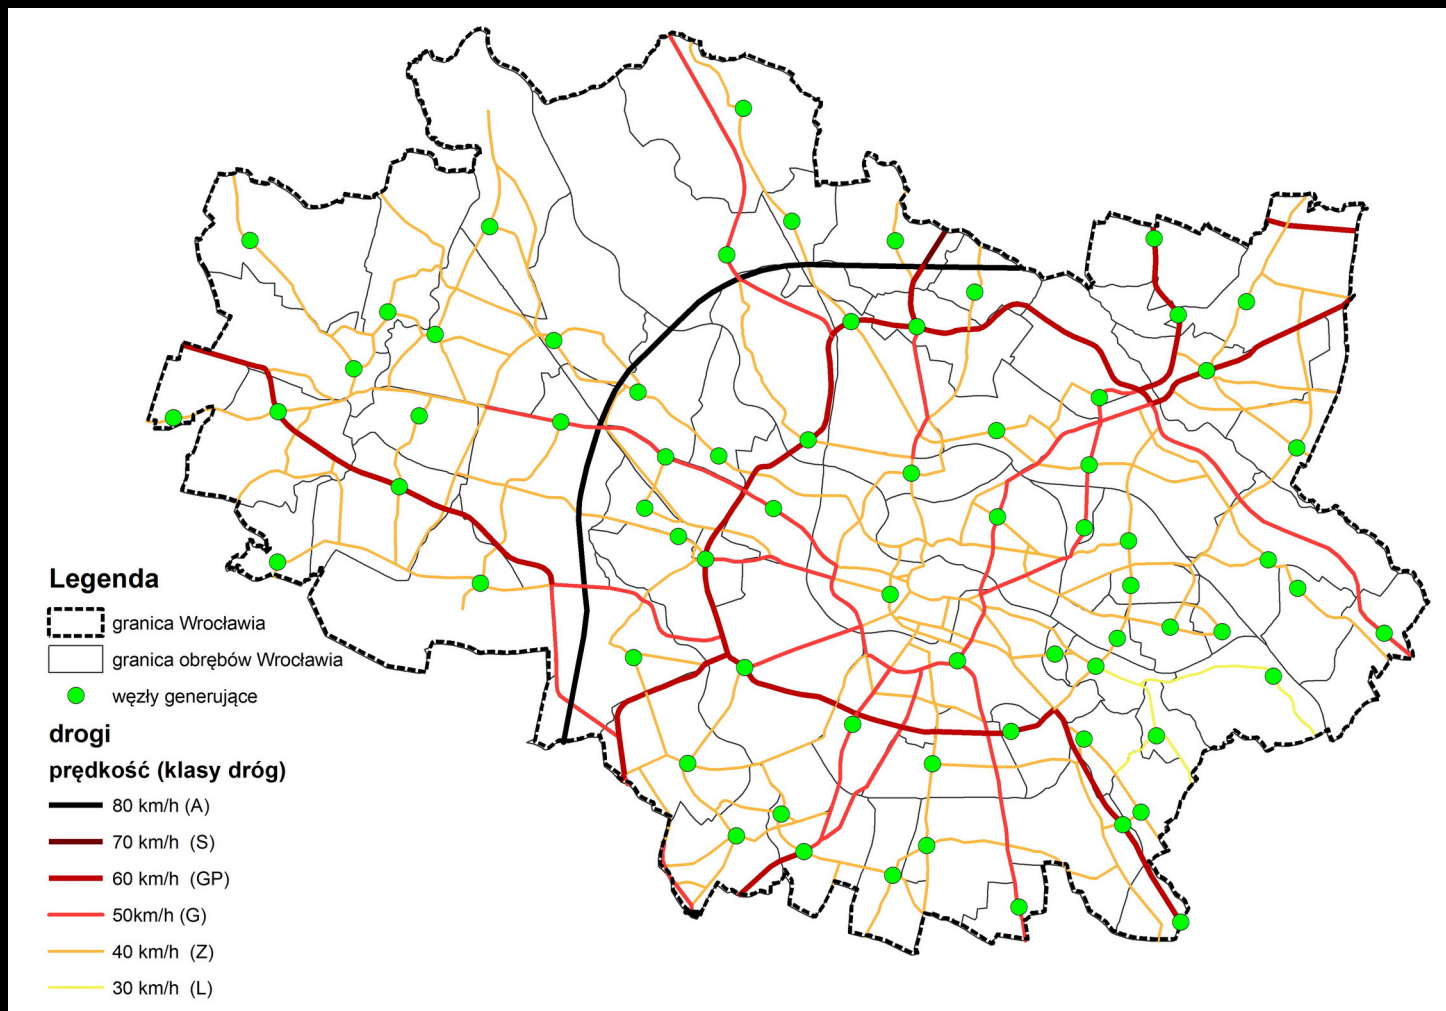 Legenda
granica Wrocławia
granica obrębów Wrocławia
węzły generujące
drogi
prędkość (klasy dróg)
80 km/h (A)
70 km/h (S)
60 km/h (GP)
50km/h (G)
40 km/h (Z)
30 km/h (L)